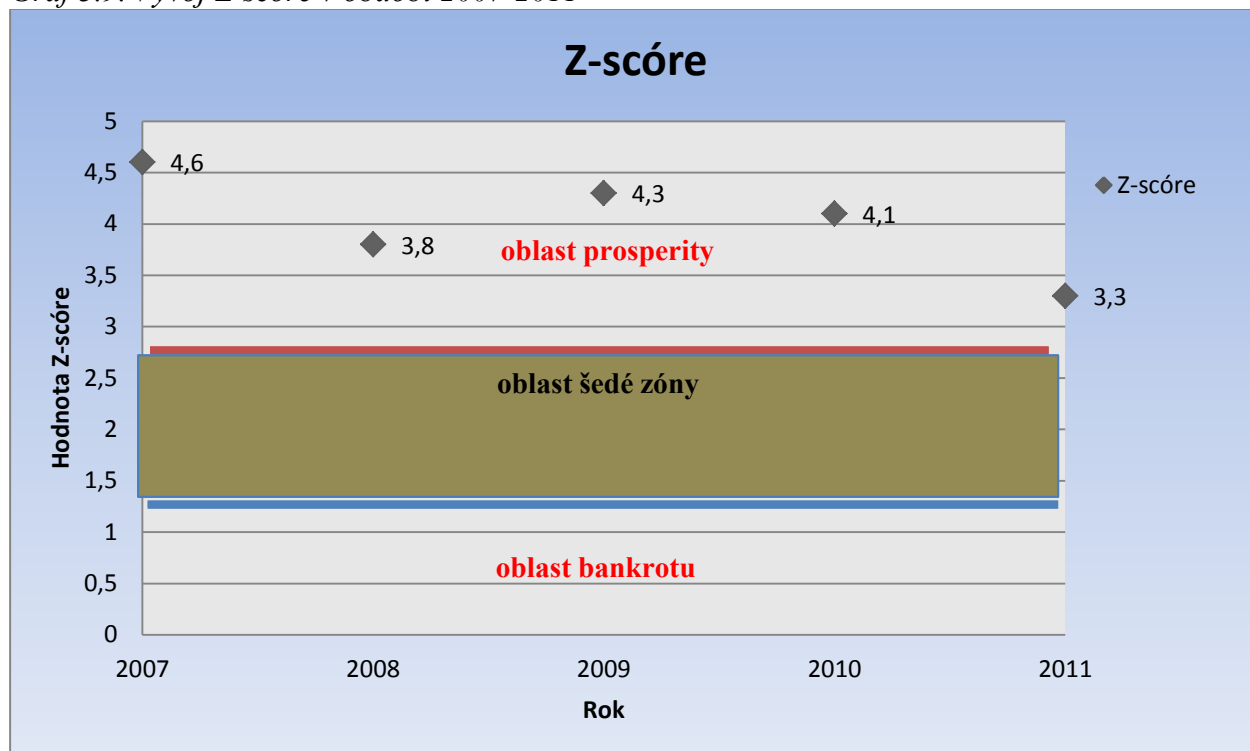 Z-scóre
5
4,5
4
3,5
3
2,5
2
1,5
1
0,5
0
Hodnota Z-scóre
4,6
3,8
4,3
4,1
3,3
oblast prosperity
oblast šedé zóny
oblast bankrotu
Z-scóre
2007 2008 2009 2010 2011
Rok